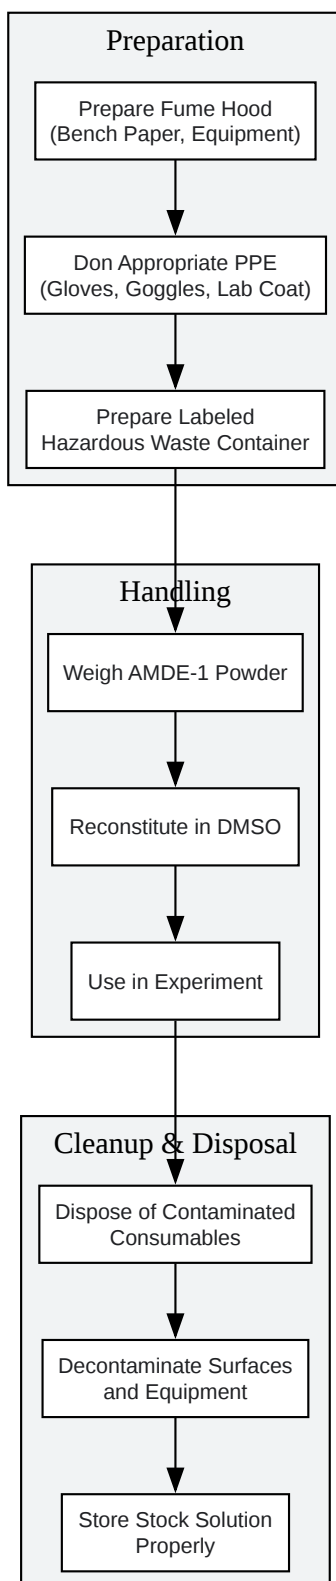 Preparation
Prepare Fume Hood
(Bench Paper, Equipment)
Don Appropriate PPE
(Gloves, Goggles, Lab Coat)
Prepare Labeled
Hazardous Waste Container
Handling
Weigh AMDE-1 Powder
Reconstitute in DMSO
Use in Experiment
Cleanup & Disposal
Dispose of Contaminated
Consumables
Decontaminate Surfaces
and Equipment
Store Stock Solution
Properly